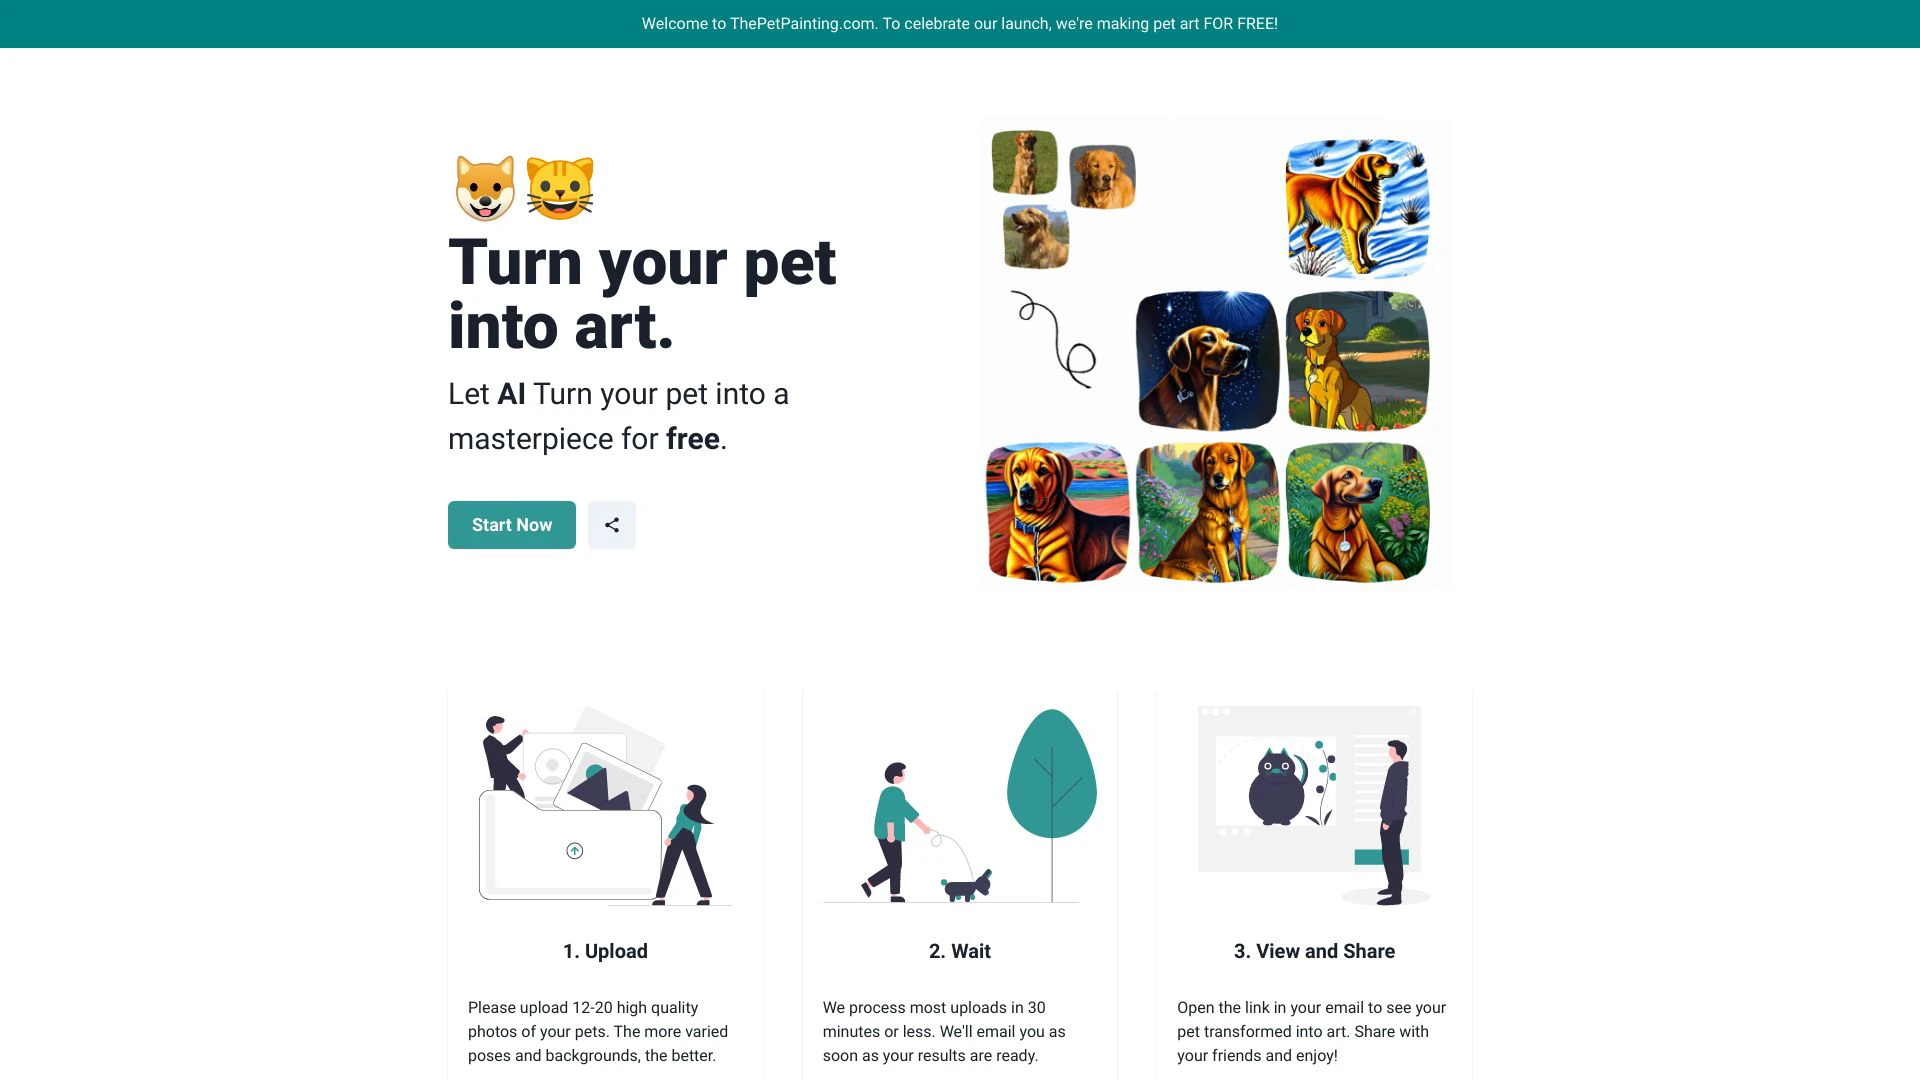 Welcome to ThePetPainting.com. To celebrate our launch, we're making pet art FOR FREE!
Turn your pet
into art.
Let AI Turn your pet into a
masterpiece for free.
Start Now
1. Upload
Please upload 12-20 high quality
photos of your pets. The more varied
poses and backgrounds, the better.
2. Wait
We process most uploads in 30
minutes or less. We'll email you as
soon as your results are ready.
3. View and Share
Open the link in your email to see your
pet transformed into art. Share with
your friends and enjoy!